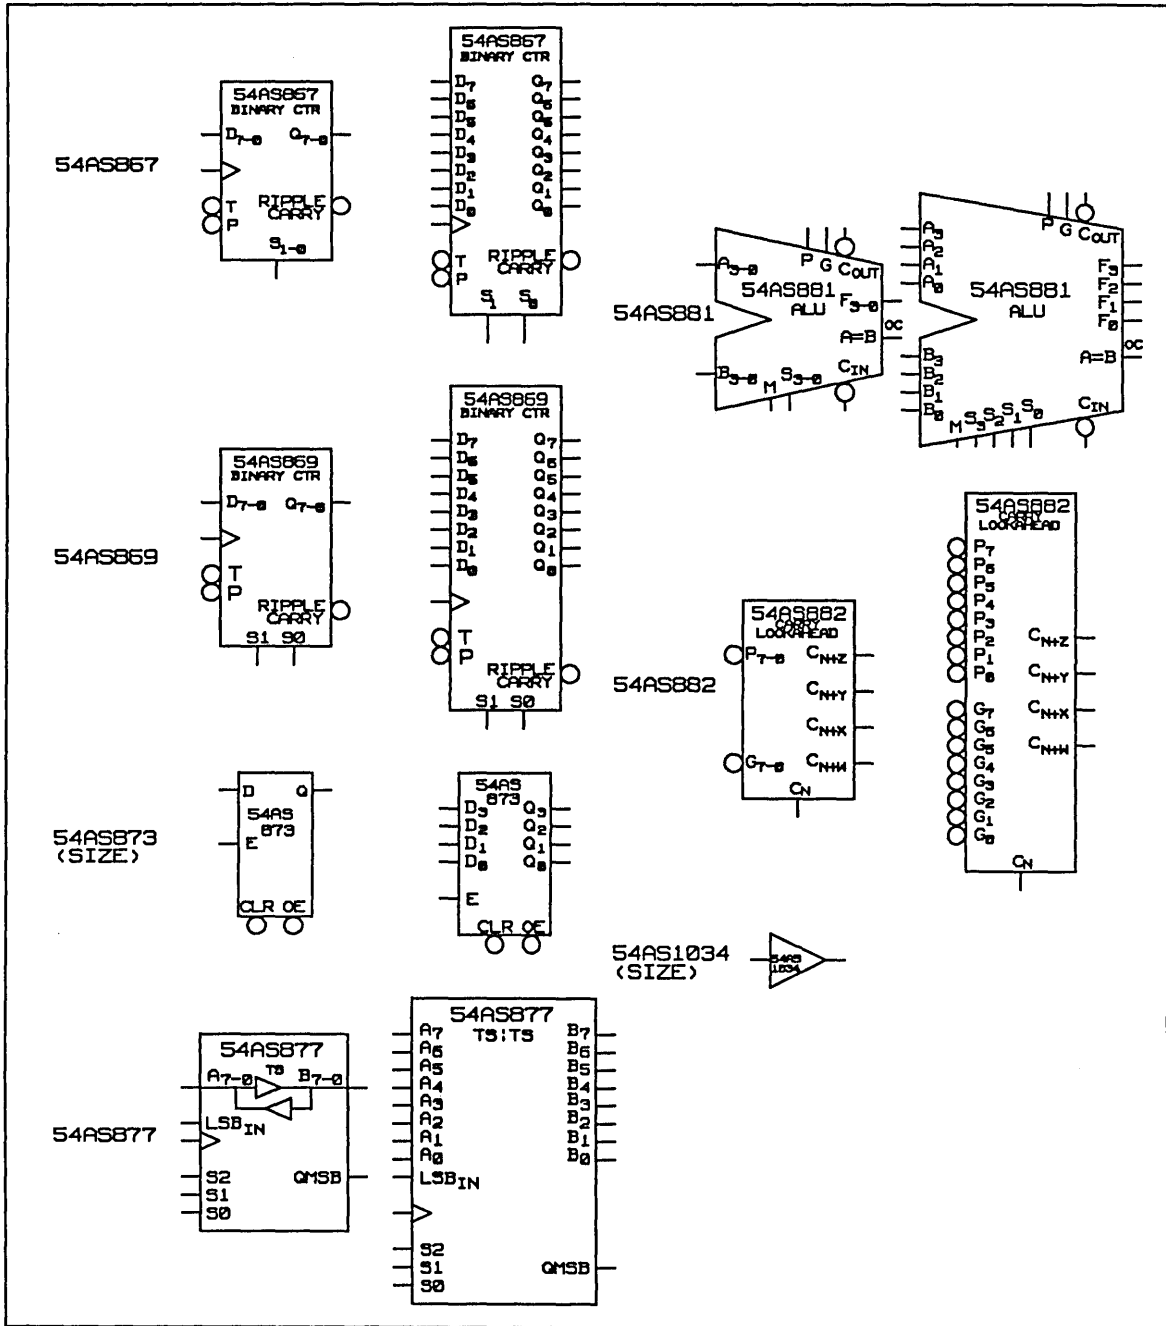 54AS867
54AS867
BINARY CTR
D7-0 Q7-0
T
P
RIPPLE
CARRY
S1-0
54AS867
BINARY CTR
D7 Q7
D6 Q6
D5 Q5
D4 Q4
D3 Q3
D2 Q2
D1 Q1
D0 Q0
T
P
RIPPLE
CARRY
S1 S0
54AS869
54AS869
BINARY CTR
D7-0 Q7-0
T
P
RIPPLE
CARRY
S1 S0
54AS869
BINARY CTR
D7 Q7
D6 Q6
D5 Q5
D4 Q4
D3 Q3
D2 Q2
D1 Q1
D0 Q0
T
P
RIPPLE
CARRY
S1 S0
54AS873
(SIZE)
D Q
54AS
873
E
CLR OE
54AS
873
D3 Q3
D2 Q2
D1 Q1
D0 Q0
E
CLR OE
54AS877
54AS877
TS
A7-0 B7-0
LSBIN
S2 QMSB
S1
S0
54AS877
TS;TS
A7 B7
A6 B6
A5 B5
A4 B4
A3 B3
A2 B2
A1 B1
A0 B0
LSBIN
S2
S1 QMSB
S0
54AS881
P G COUT
A3-0
54AS881
ALU
F3-0
OC
A=B
B3-0
M S3-0 CIN
P G COUT
A3
A2
A1 F3
A0 F2
54AS881
ALU
F1
F0
OC
B3 A=B
B2
B1
B0
M S3 S2 S1 S0 CIN
54AS882
54AS882
CARRY
LOOKAHEAD
P7-0 CN+Z
CN+Y
CN+X
G7-0 CN+W
CN
54AS882
CARRY
LOOKAHEAD
P7
P6
P5
P4
P3
P2 CN+Z
P1
P0 CN+Y
G7 CN+X
G6
G5 CN+W
G4
G3
G2
G1
G0
CN
54AS1034
(SIZE)
54AS
1034